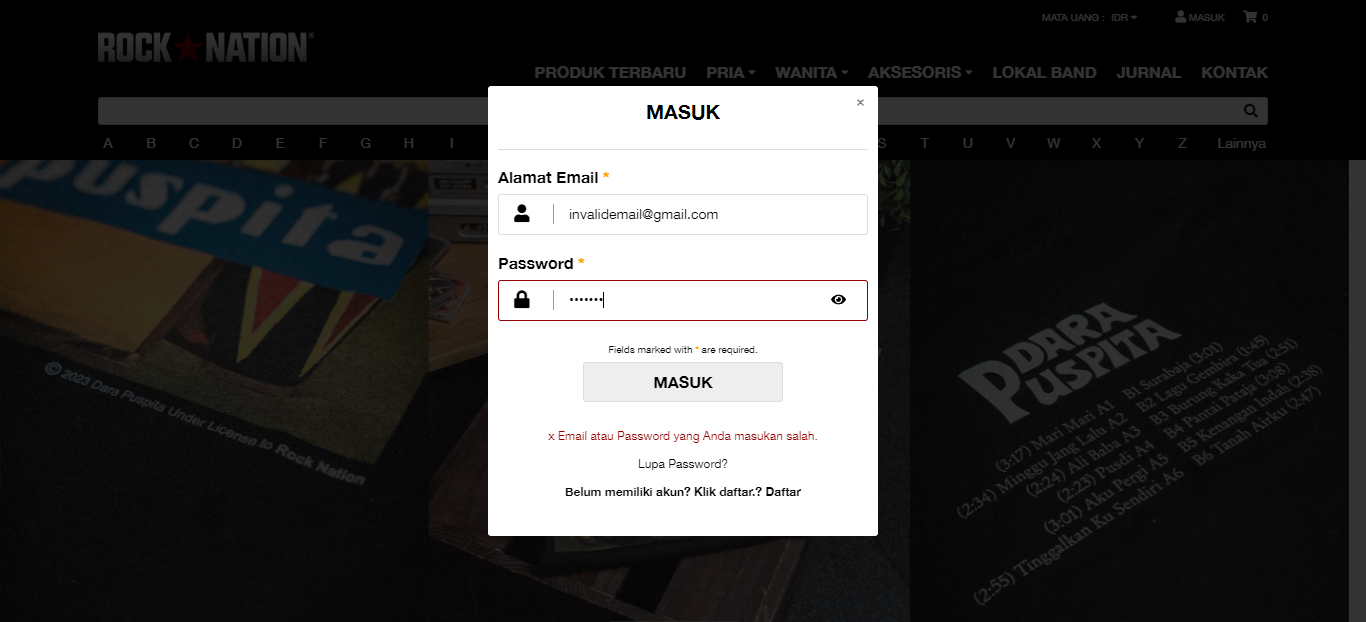 MATA UANG : IDR
MASUK
0
ROCK NATION®
PRODUK TERBARU PRIA WANITA AKSESORIS LOKAL BAND JURNAL KONTAK
A B C D E F G H I S T U V W X Y Z Lainnya
MASUK
×
Alamat Email *
invalidemail@gmail.com
Password *
•••••••
Fields marked with * are required.
MASUK
x Email atau Password yang Anda masukan salah.
Lupa Password?
Belum memiliki akun? Klik daftar.? Daftar
puspita
© 2023 Dara Puspita Under License to Rock Nation
DARA
PUSPITA
(3:17) Mari Mari A1 B1 Surabaja (3:01)
(2:34) Minggu Jang Lalu A2 B2 Lagu Gembira (1:45)
(2:24) Ali Baba A3 B3 Burung Kaka Tua (2:51)
(2:23) Pusdi A4 B4 Pantai Pataja (3:08)
(3:01) Aku Pergi A5 B5 Kenangan Indah (2:38)
(2:55) Tinggalkan Ku Sendiri A6 B6 Tanah Airku (2:47)